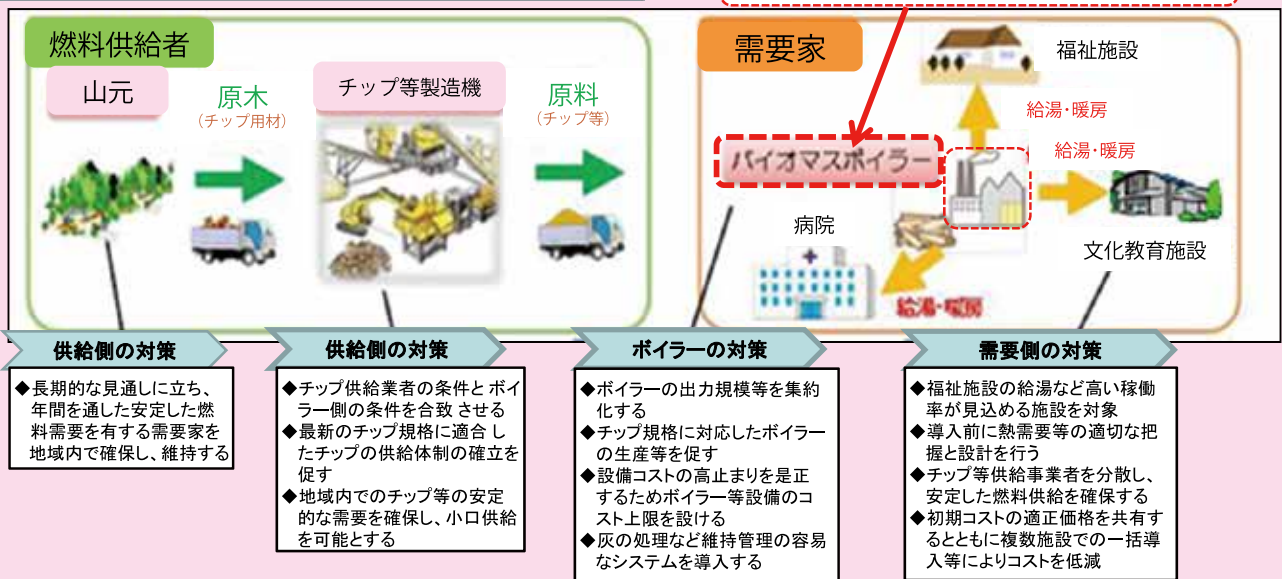 燃料供給者
山元
原木
(チップ用材)
チップ等製造機
原料
(チップ等)
需要家
福祉施設
給湯・暖房
給湯・暖房
バイオマスボイラー
病院
文化教育施設
給湯・暖房
供給側の対策
◆長期的な見通しに立ち、
年間を通した安定した燃
料需要を有する需要家を
地域内で確保し、維持する
供給側の対策
◆チップ供給業者の条件と ボイ
ラー側の条件を合致 させる
◆最新のチップ規格に適合 し
たチップの供給体制の確立を
促す
◆地域内でのチップ等の安定
的な需要を確保し、小口供給
を可能とする
ボイラーの対策
◆ボイラーの出力規模等を集約
化する
◆チップ規格に対応したボイラー
の生産等を促す
◆設備コストの高止まりを是正
するためボイラー等設備のコ
スト上限を設ける
◆灰の処理など維持管理の容易
なシステムを導入する
需要側の対策
◆福祉施設の給湯など高い稼働
率が見込める施設を対象
◆導入前に熱需要等の適切な把
握と設計を行う
◆チップ等供給事業者を分散し、
安定した燃料供給を確保する
◆初期コストの適正価格を共有す
るとともに複数施設での一括導
入等によりコストを低減